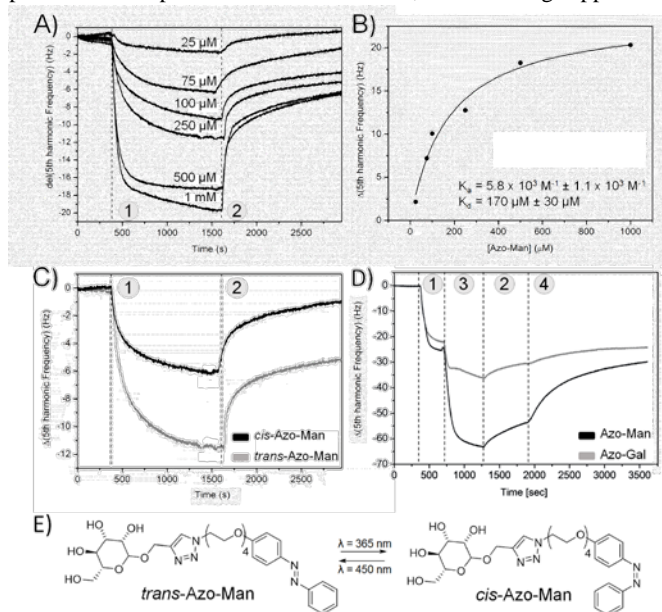 A)
del(5th harmonic Frequency) (Hz)
0
-2
-4
-6
-8
-10
-12
-14
-16
-18
-20
25 µM
75 µM
100 µM
250 µM
500 µM
1 mM
1
2
0 500 1000 1500 2000 2500
Time (s)
B)
Δ(5th harmonic Frequency) (Hz)
20
15
10
5
0
Ka = 5.8 x 10³ M⁻¹ ± 1.1 x 10³ M⁻¹
Kd = 170 µM ± 30 µM
0 200 400 600 800 1000
[Azo-Man] (µM)
C)
Δ(5th harmonic Frequency) (Hz)
0
-2
-4
-6
-8
-10
-12
1
2
cis-Azo-Man
trans-Azo-Man
0 500 1000 1500 2000 2500
Time (s)
D)
Δ(5th harmonic Frequency) (Hz)
0
-10
-20
-30
-40
-50
-60
-70
1 3 2 4
Azo-Man
Azo-Gal
0 1000 2000 3000
Time [sec]
E)
HO
OH
OH
HO
HO
O
O
N
N=N
O
4
O
N
N
trans-Azo-Man
λ = 365 nm
λ = 450 nm
HO
OH
OH
HO
HO
O
O
N
N=N
O
4
O
N
N
cis-Azo-Man